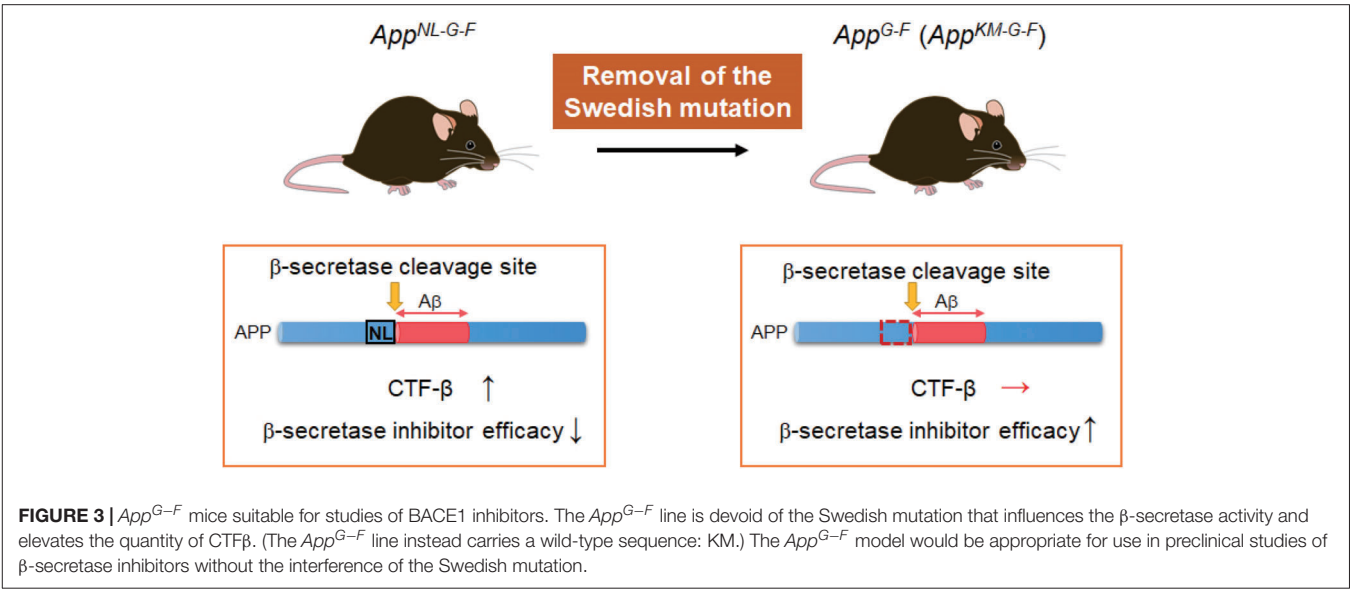 App^NL-G-F
App^G-F (App^KM-G-F)
Removal of the
Swedish mutation
β-secretase cleavage site
Aβ
APP
NL
CTF-β ↑
β-secretase inhibitor efficacy ↓
β-secretase cleavage site
Aβ
APP
CTF-β →
β-secretase inhibitor efficacy ↑
FIGURE 3 | App^G−F mice suitable for studies of BACE1 inhibitors. The App^G−F line is devoid of the Swedish mutation that influences the β-secretase activity and
elevates the quantity of CTFβ. (The App^G−F line instead carries a wild-type sequence: KM.) The App^G−F model would be appropriate for use in preclinical studies of
β-secretase inhibitors without the interference of the Swedish mutation.